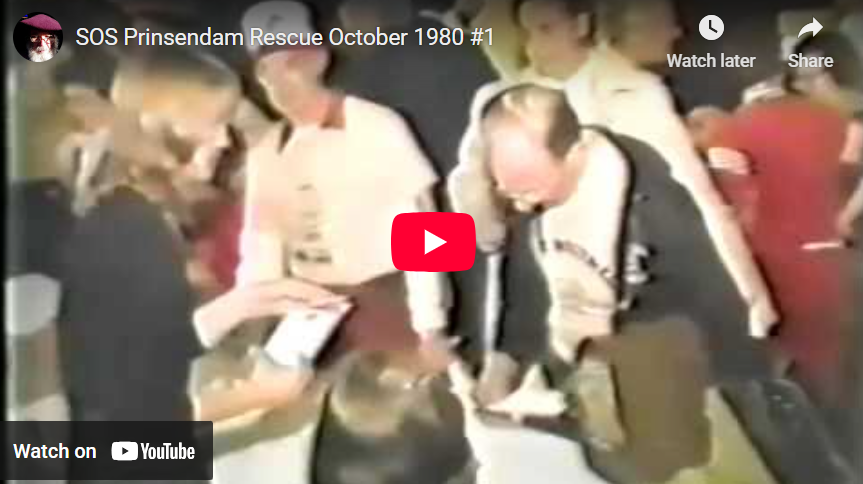 SOS Prinsendam Rescue October 1980 #1
Watch later
Share
Watch on YouTube